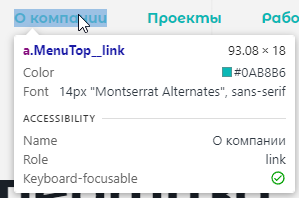 О компании Проекты Рабо
a.MenuTop__link 93.08 × 18
Color #0AB8B6
Font 14px "Montserrat Alternates", sans-serif
ACCESSIBILITY
Name О компании
Role link
Keyboard-focusable